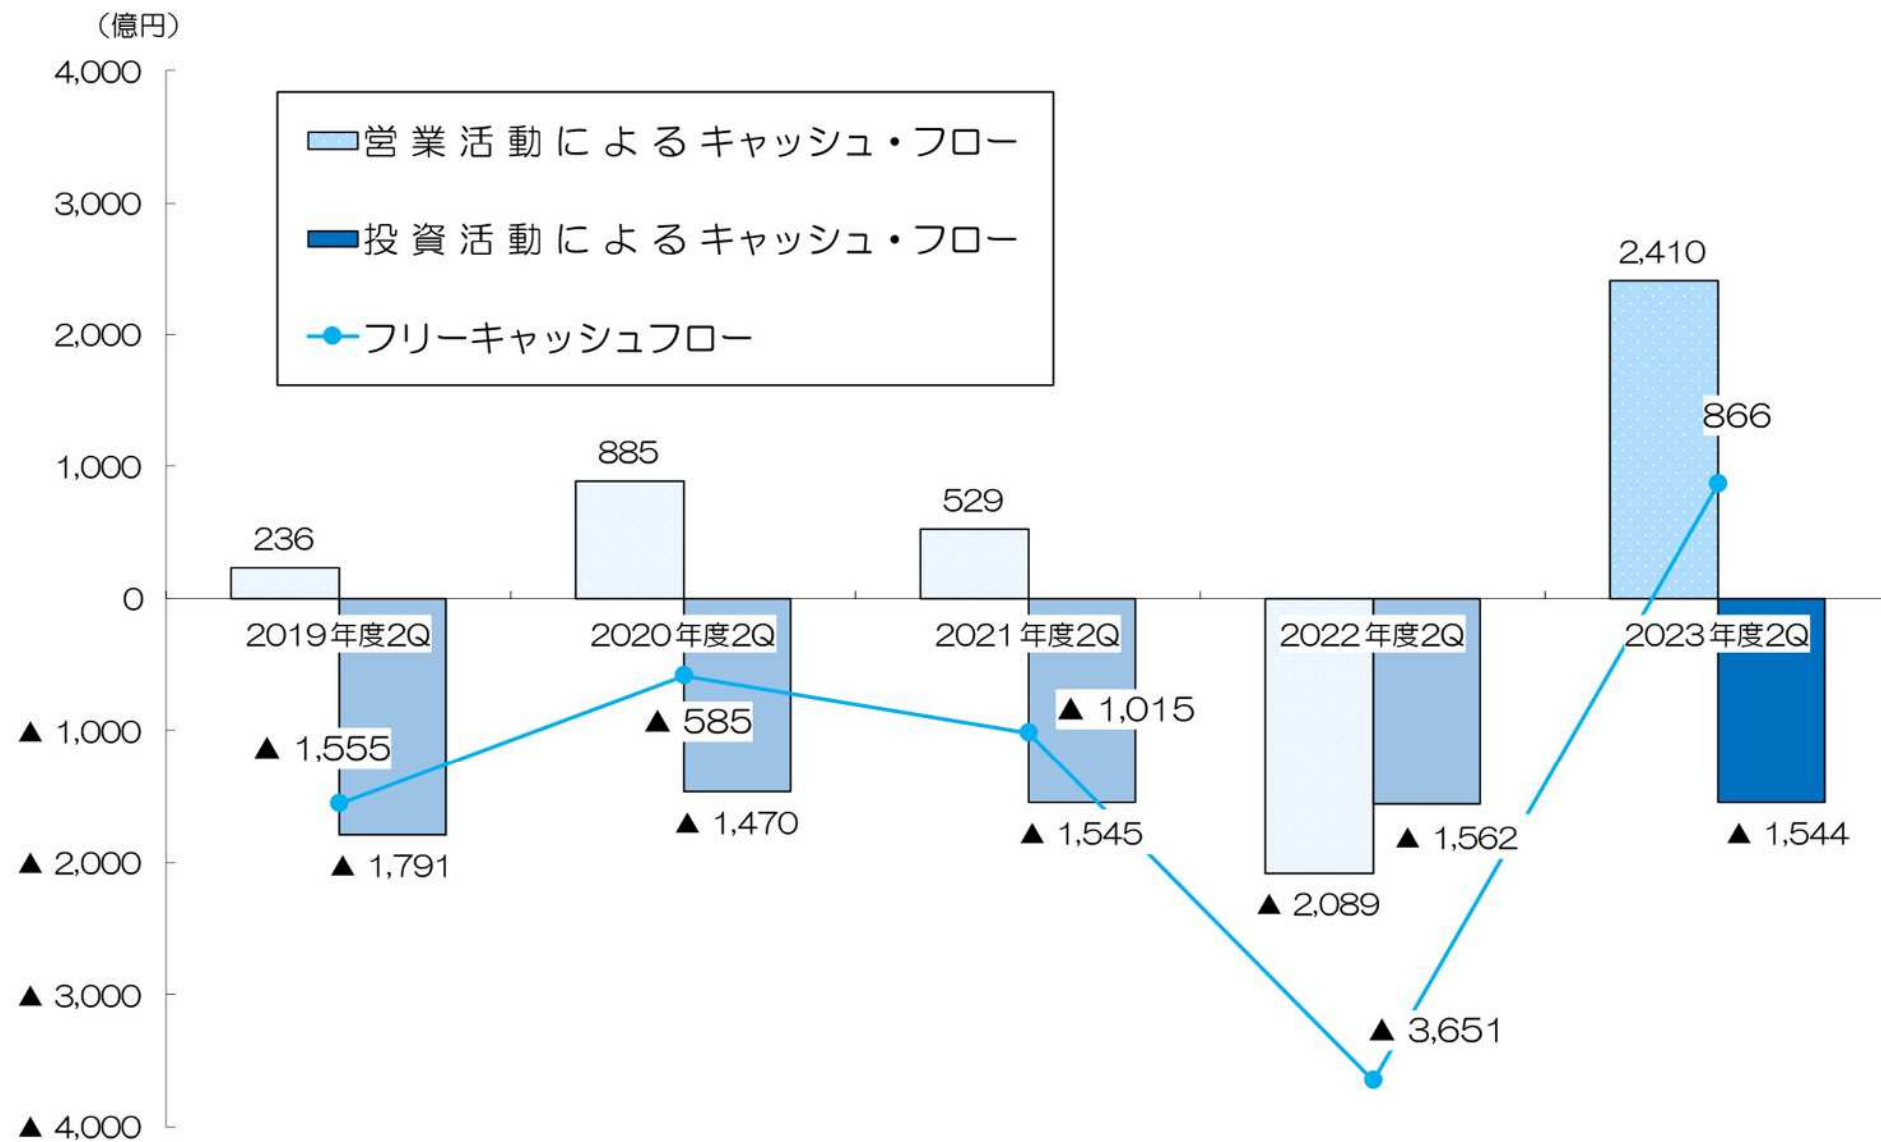 （億円）
4,000
3,000
2,000
1,000
0
▲ 1,000
▲ 2,000
▲ 3,000
▲ 4,000
営業活動によるキャッシュ・フロー
投資活動によるキャッシュ・フロー
フリーキャッシュフロー
236
885
529
2,410
866
2019年度2Q
2020年度2Q
2021年度2Q
2022年度2Q
2023年度2Q
▲ 1,555
▲ 585
▲ 1,015
▲ 1,791
▲ 1,470
▲ 1,545
▲ 1,562
▲ 1,544
▲ 2,089
▲ 3,651